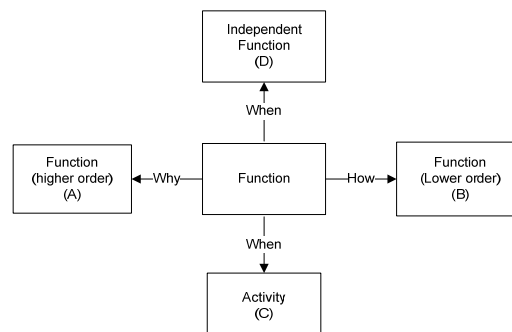 Independent
Function
(D)
When
Function
(higher order)
(A)
Why
Function
How
Function
(Lower order)
(B)
When
Activity
(C)